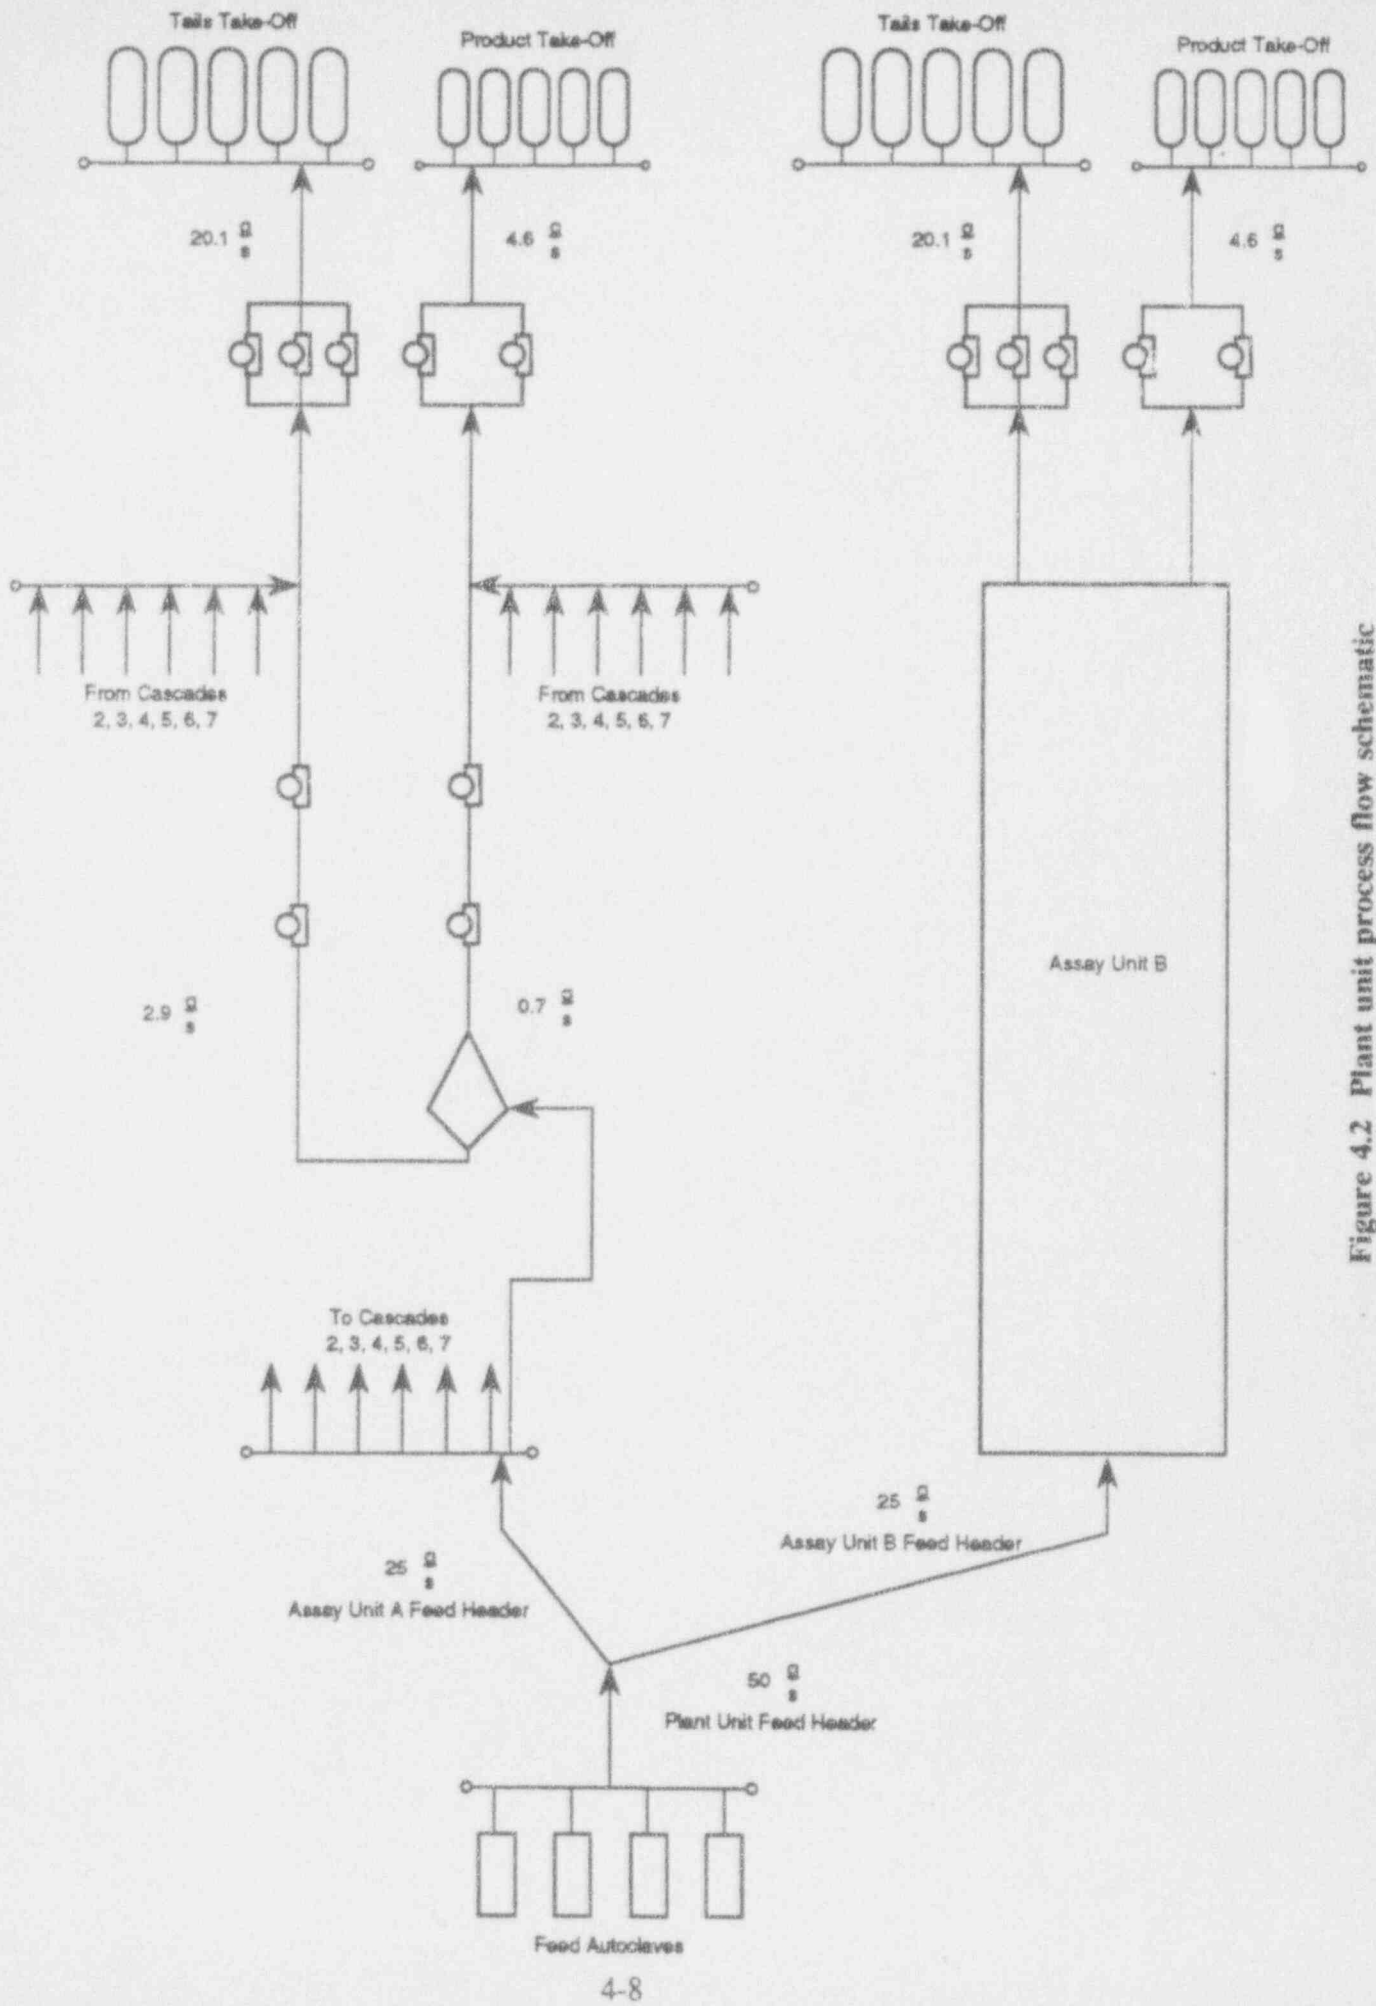 Tails Take-Off
Product Take-Off
Tails Take-Off
Product Take-Off
20.1 g/s
4.6 g/s
20.1 g/s
4.6 g/s
From Cascades
2, 3, 4, 5, 6, 7
From Cascades
2, 3, 4, 5, 6, 7
Assay Unit B
2.9 g/s
0.7 g/s
To Cascades
2, 3, 4, 5, 6, 7
25 g/s
Assay Unit B Feed Header
25 g/s
Assay Unit A Feed Header
50 g/s
Plant Unit Feed Header
Feed Autoclaves
4-8
Figure 4.2 Plant unit process flow schematic